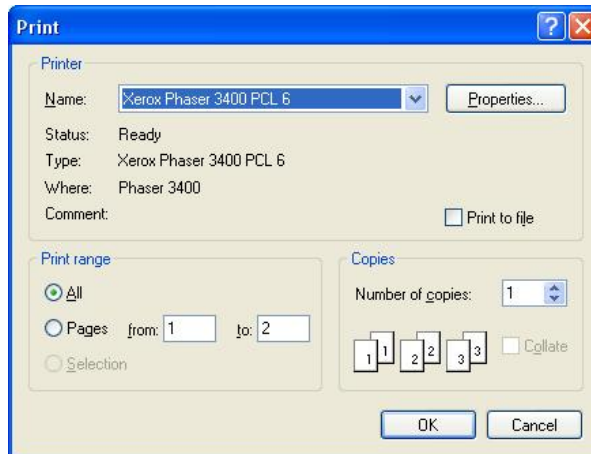 Print
Printer
Name: Xerox Phaser 3400 PCL 6 Properties...
Status: Ready
Type: Xerox Phaser 3400 PCL 6
Where: Phaser 3400
Comment: Print to file
Print range
All
Pages from: 1 to: 2
Selection
Copies
Number of copies: 1
1 1 2 2 3 3 Collate
OK Cancel